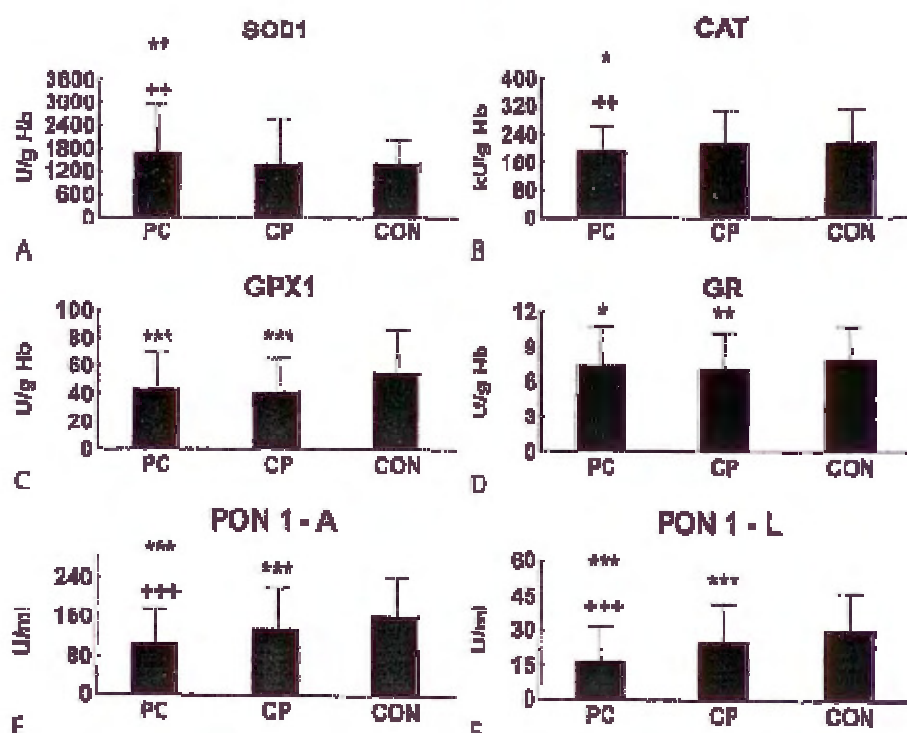 SOD1
**
++
3600
3000
2400
1800
1200
600
0
U/g Hb
PC
CP
CON
A
CAT
*
++
400
320
240
160
80
0
kU/g Hb
PC
CP
CON
B
GPX1
***
***
100
80
60
40
20
0
U/g Hb
PC
CP
CON
C
GR
*
**
12
9
6
3
0
U/g Hb
PC
CP
CON
D
PON 1 - A
***
***
+++
240
160
80
0
U/ml
PC
CP
CON
PON 1 - L
***
***
+++
60
45
30
15
0
U/ml
PC
CP
CON